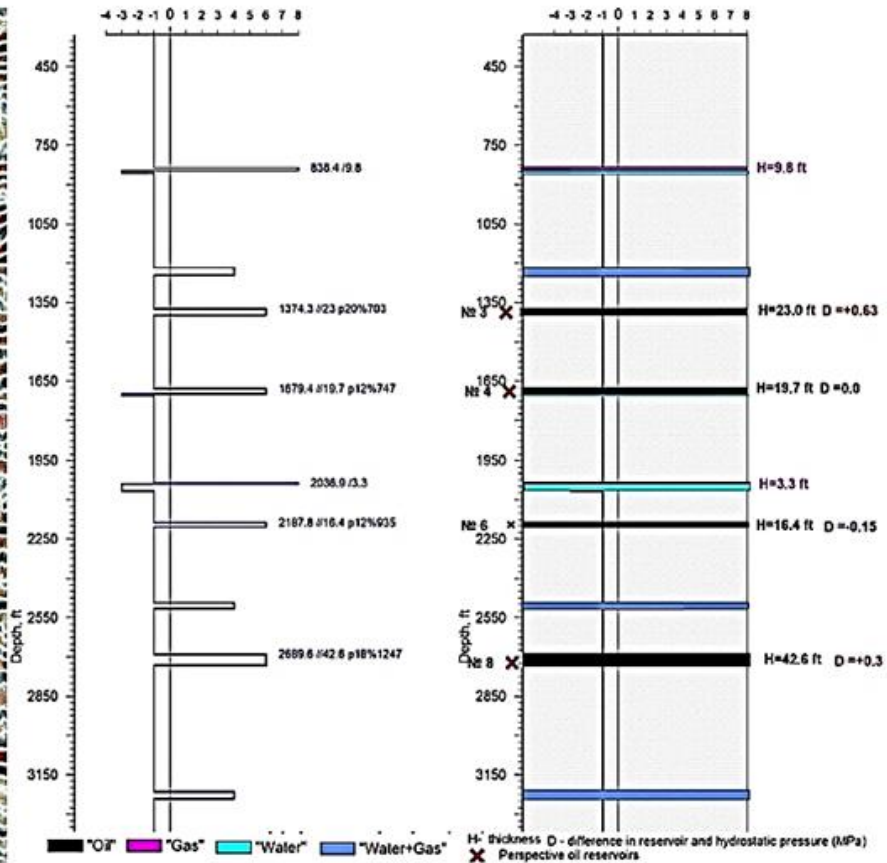 -4 -3 -2 -1 0 1 2 3 4 5 6 7 8
450
750
1050
1350
1650
1950
2250
2550
2850
3150
Depth, ft
838.4 /9.8
1374.3 //23 p20%703
1679.4 //19.7 p12%747
2036.9 /3.3
2187.8 //16.4 p12%935
2689.6 //42.6 p18%1247
-4 -3 -2 -1 0 1 2 3 4 5 6 7 8
450
750
1050
1350
1650
1950
2250
2550
2850
3150
Depth, ft
№ 3
№ 4
№ 6
№ 8
H=9.8 ft
H=23.0 ft D =+0.63
H=19.7 ft D =0.0
H=3.3 ft
H=16.4 ft D =-0.15
H=42.6 ft D =+0.3
"Oil" "Gas" "Water" "Water+Gas"
H- thickness D - difference in reservoir and hydrostatic pressure (MPa)
Perspective oil reservoirs